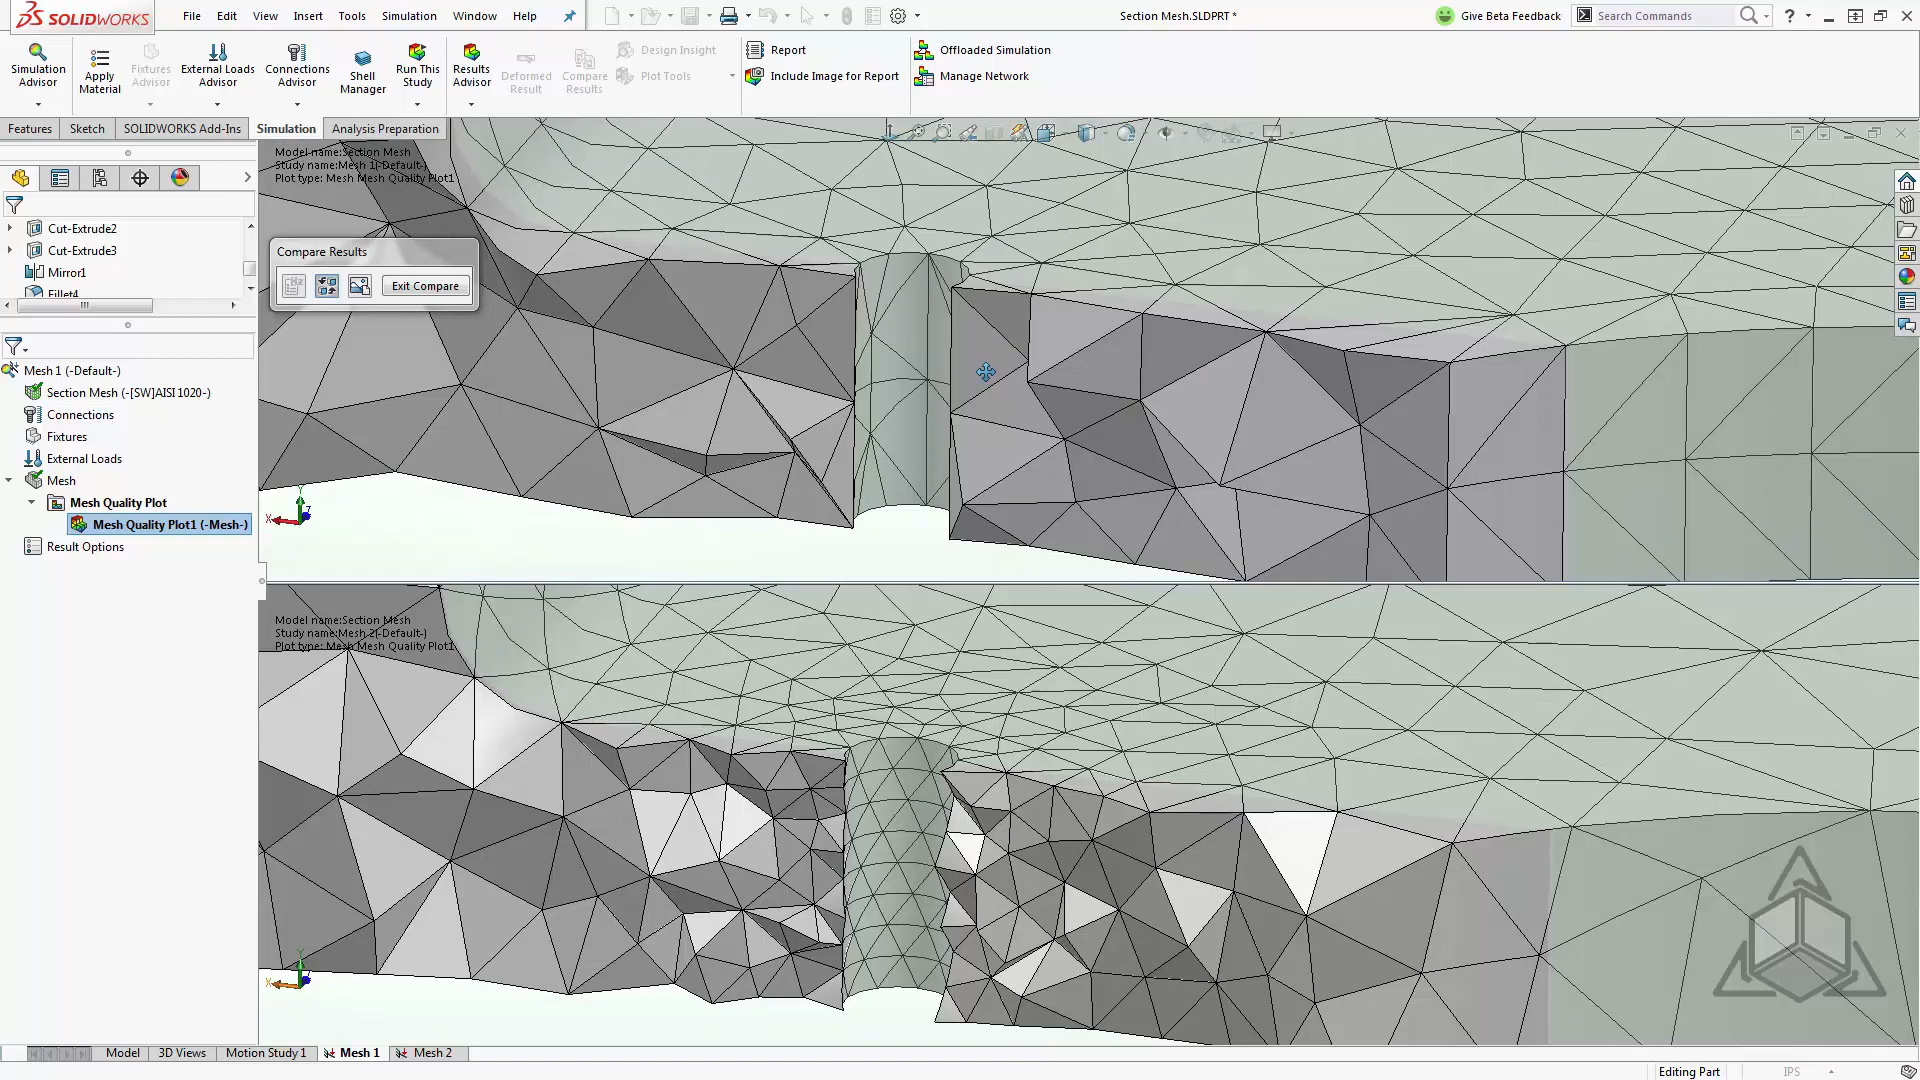 SOLIDWORKS
File Edit View Insert Tools Simulation Window Help
Section Mesh.SLDPRT *
Give Beta Feedback
Search Commands
Simulation Advisor
Apply Material
Fixtures Advisor
External Loads Advisor
Connections Advisor
Shell Manager
Run This Study
Results Advisor
Deformed Result
Compare Results
Design Insight
Plot Tools
Report
Include Image for Report
Offloaded Simulation
Manage Network
Features Sketch SOLIDWORKS Add-Ins Simulation Analysis Preparation
Model name:Section Mesh
Study name:Mesh 1(-Default-)
Plot type: Mesh Mesh Quality Plot1
Cut-Extrude2
Cut-Extrude3
Mirror1
Fillet4
Compare Results
Exit Compare
Mesh 1 (-Default-)
Section Mesh (-[SW]AISI 1020-)
Connections
Fixtures
External Loads
Mesh
Mesh Quality Plot
Mesh Quality Plot1 (-Mesh-)
Result Options
Y
X
Z
Model name:Section Mesh
Study name:Mesh 2(-Default-)
Plot type: Mesh Mesh Quality Plot1
Y
X
Model 3D Views Motion Study 1 Mesh 1 Mesh 2
Editing Part
IPS